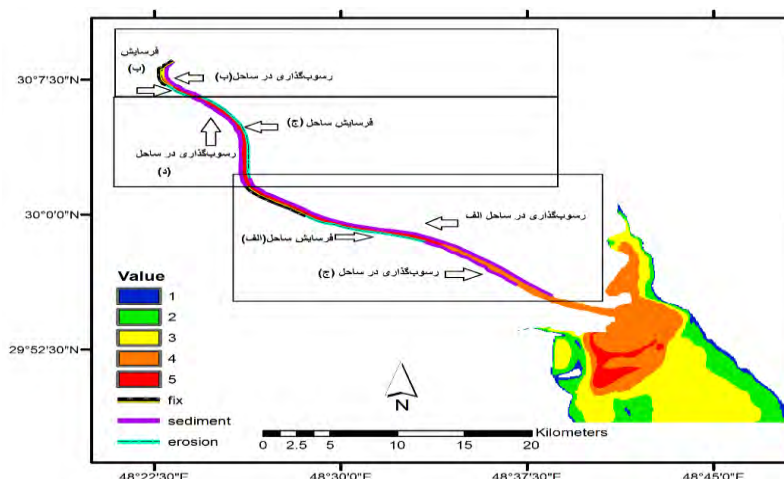 فرسایش
(ب)
رسوب‌گذاری در ساحل(ب)
30°7'30"N
فرسایش ساحل (ج)
رسوب‌گذاری در ساحل
(د)
30°0'0"N
رسوب‌گذاری در ساحل الف
فرسایش ساحل(الف)
رسوب‌گذاری در ساحل (ج)
Value
1
2
3
4
5
fix
sediment
erosion
29°52'30"N
N
Kilometers
0 2.5 5 10 15 20
48°22'30"E 48°30'0"E 48°37'30"E 48°45'0"E